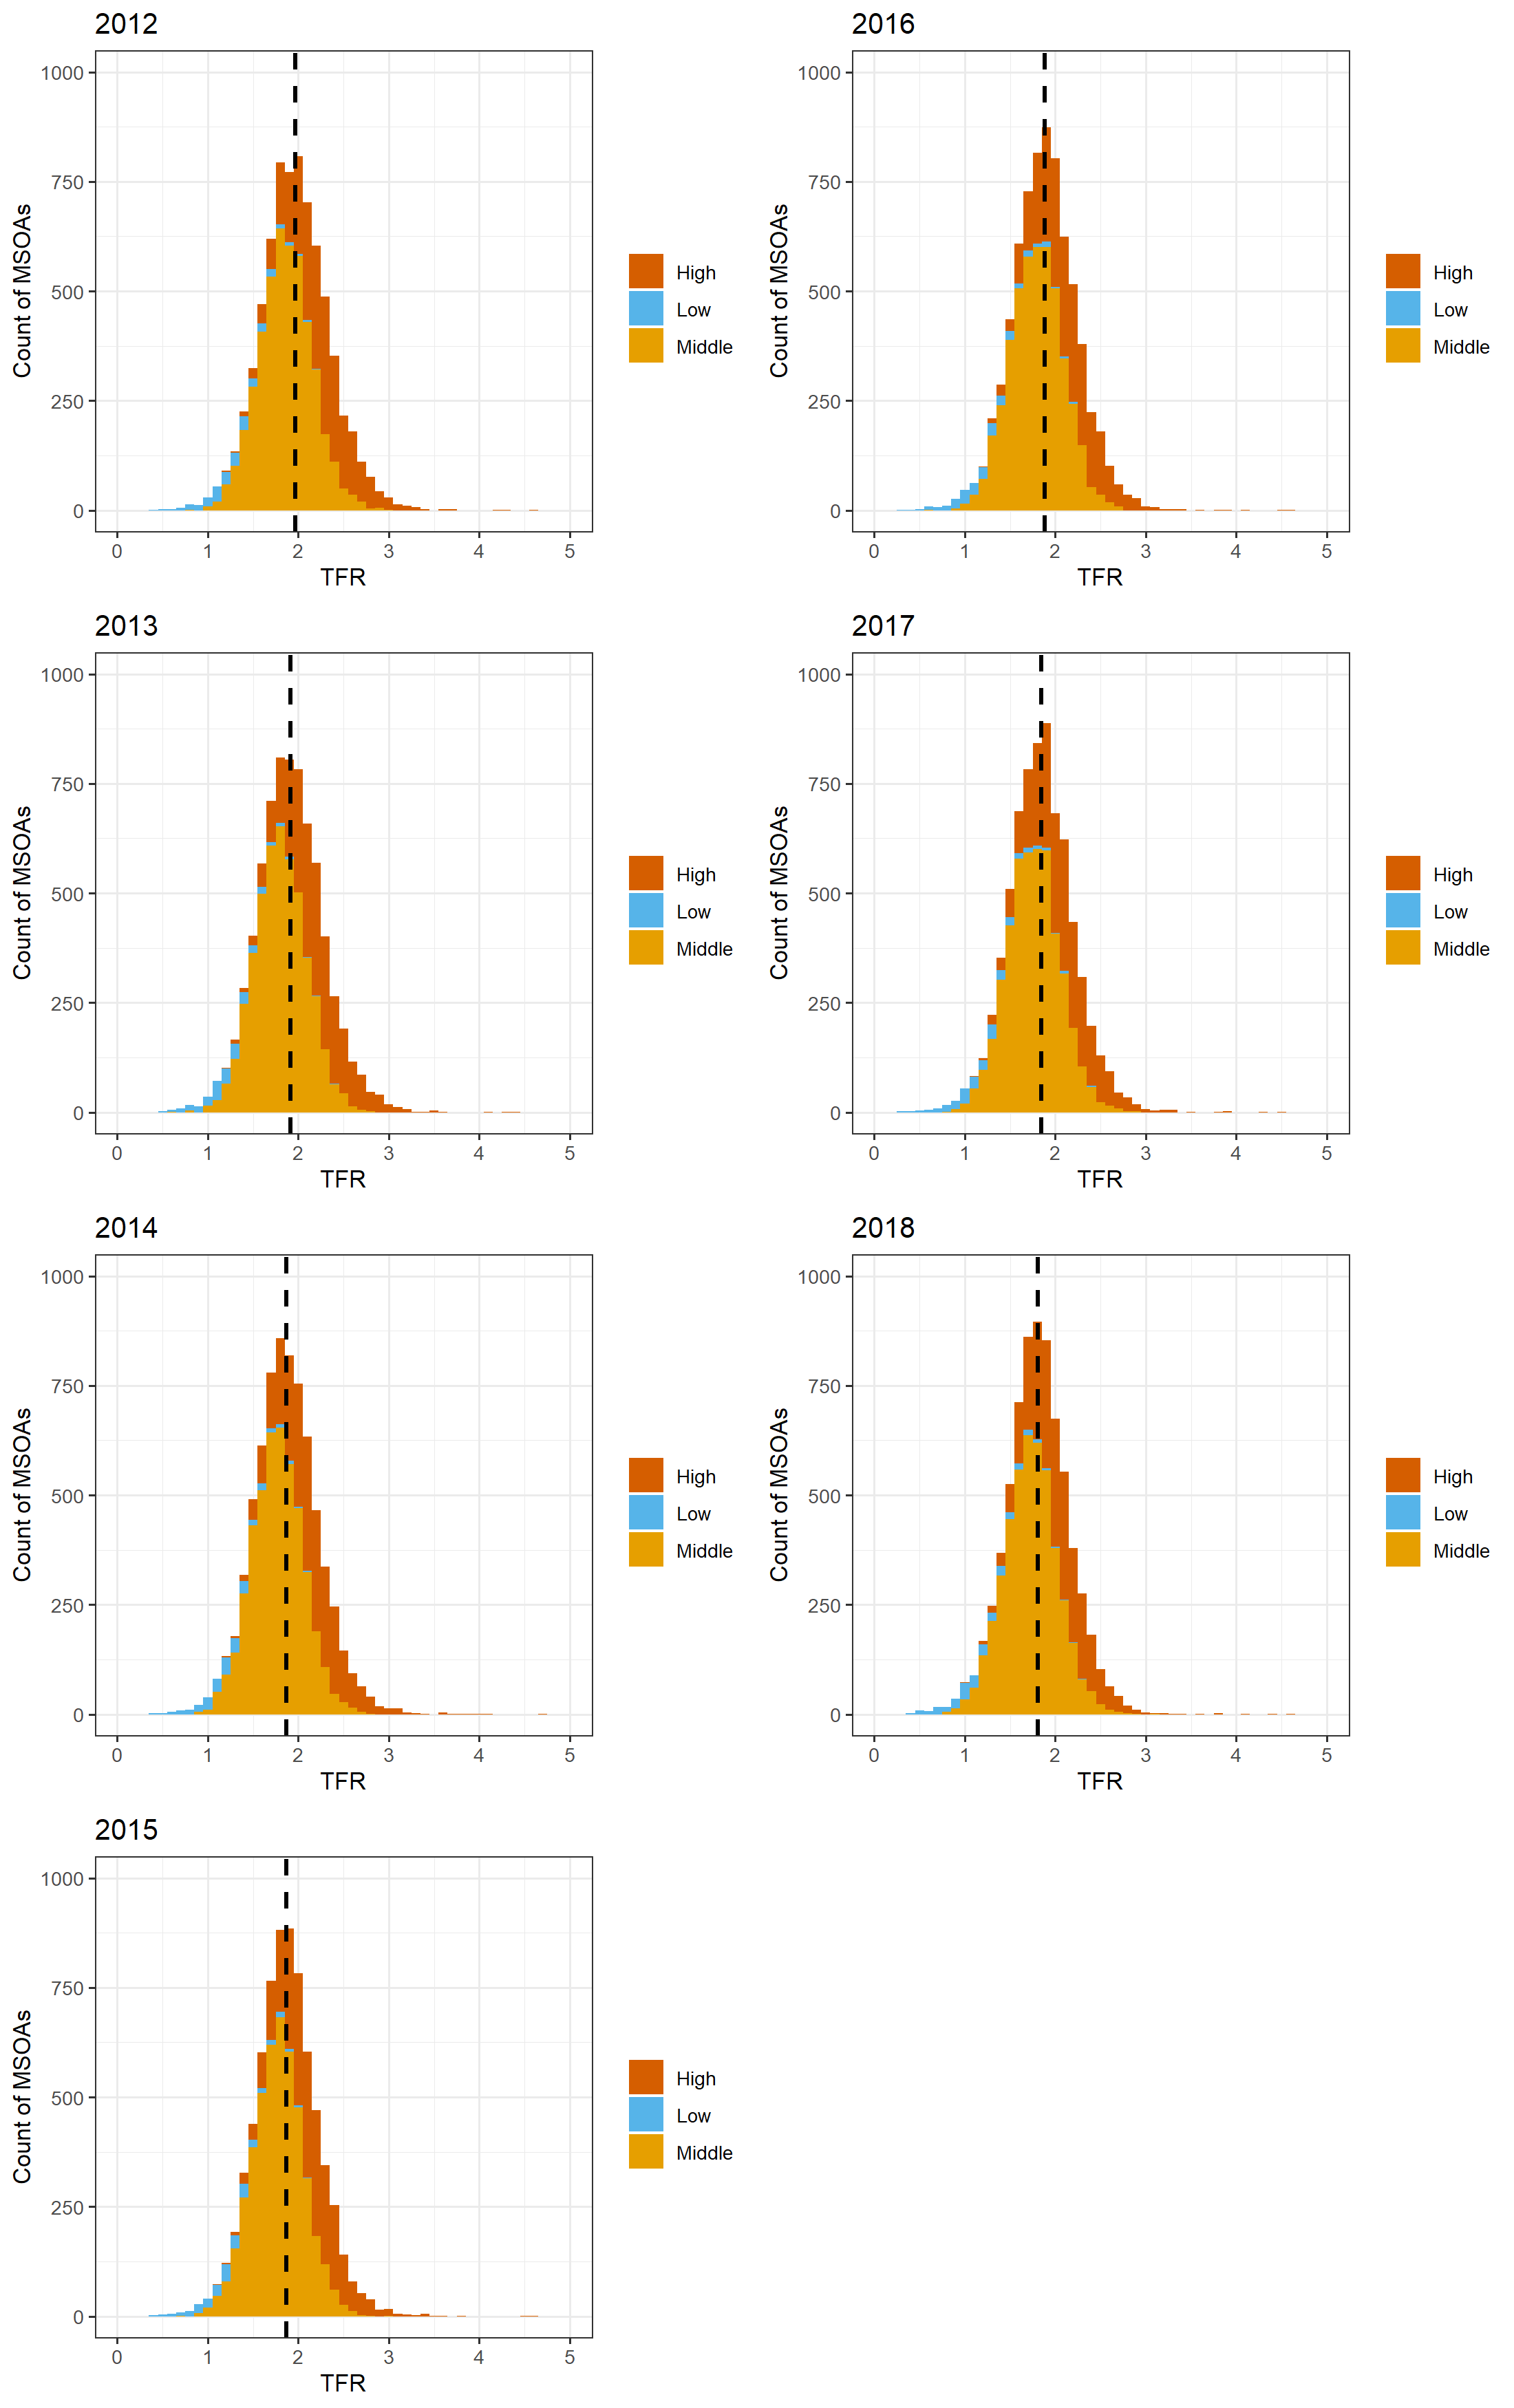 2012
1000
750
500
250
0
Count of MSOAs
0 1 2 3 4 5
TFR
High
Low
Middle
2016
1000
750
500
250
0
Count of MSOAs
0 1 2 3 4 5
TFR
High
Low
Middle
2013
1000
750
500
250
0
Count of MSOAs
0 1 2 3 4 5
TFR
High
Low
Middle
2017
1000
750
500
250
0
Count of MSOAs
0 1 2 3 4 5
TFR
High
Low
Middle
2014
1000
750
500
250
0
Count of MSOAs
0 1 2 3 4 5
TFR
High
Low
Middle
2018
1000
750
500
250
0
Count of MSOAs
0 1 2 3 4 5
TFR
High
Low
Middle
2015
1000
750
500
250
0
Count of MSOAs
0 1 2 3 4 5
TFR
High
Low
Middle